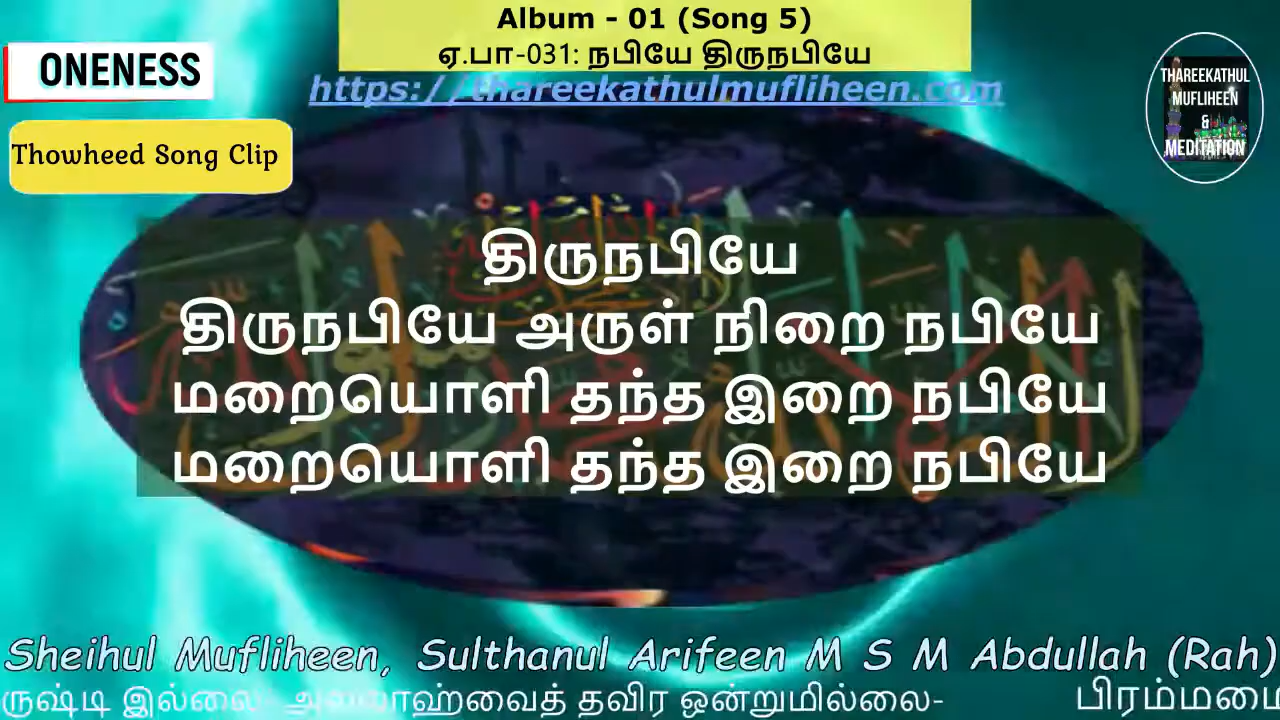 Album - 01 (Song 5)
ஏ.பா-031: நபியே திருநபியே
https://thareekathulmufliheen.com
ONENESS
Thowheed Song Clip
THAREEKATHUL
MUFLIHEEN
&
MEDITATION
திருநபியே
திருநபியே அருள் நிறை நபியே
மறையொளி தந்த இறை நபியே
மறையொளி தந்த இறை நபியே
Sheihul Mufliheen, Sulthanul Arifeen M S M Abdullah (Rah)
ருஷ்டி இல்லை- அல்லாஹ்வைத் தவிர ஒன்றுமில்லை- பிரம்மமை